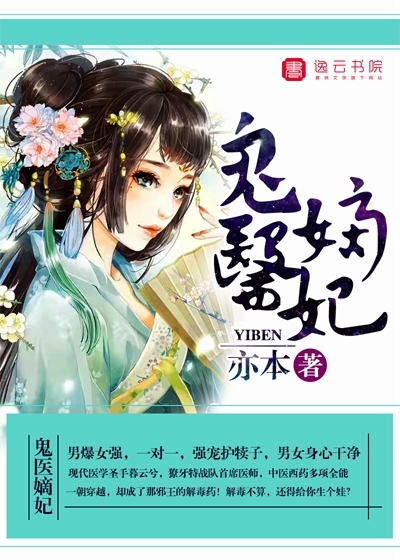 逸云书院
鬼醫嫡妃
YIBEN
亦本 著
鬼医嫡妃
男爆女强，一对一，强宠护犊子，男女身心干净
现代医学圣手暮云兮，獠牙特战队首席医师，中医西药多项全能
一朝穿越，却成了那邪王的解毒药！解毒不算，还得给你生个娃？